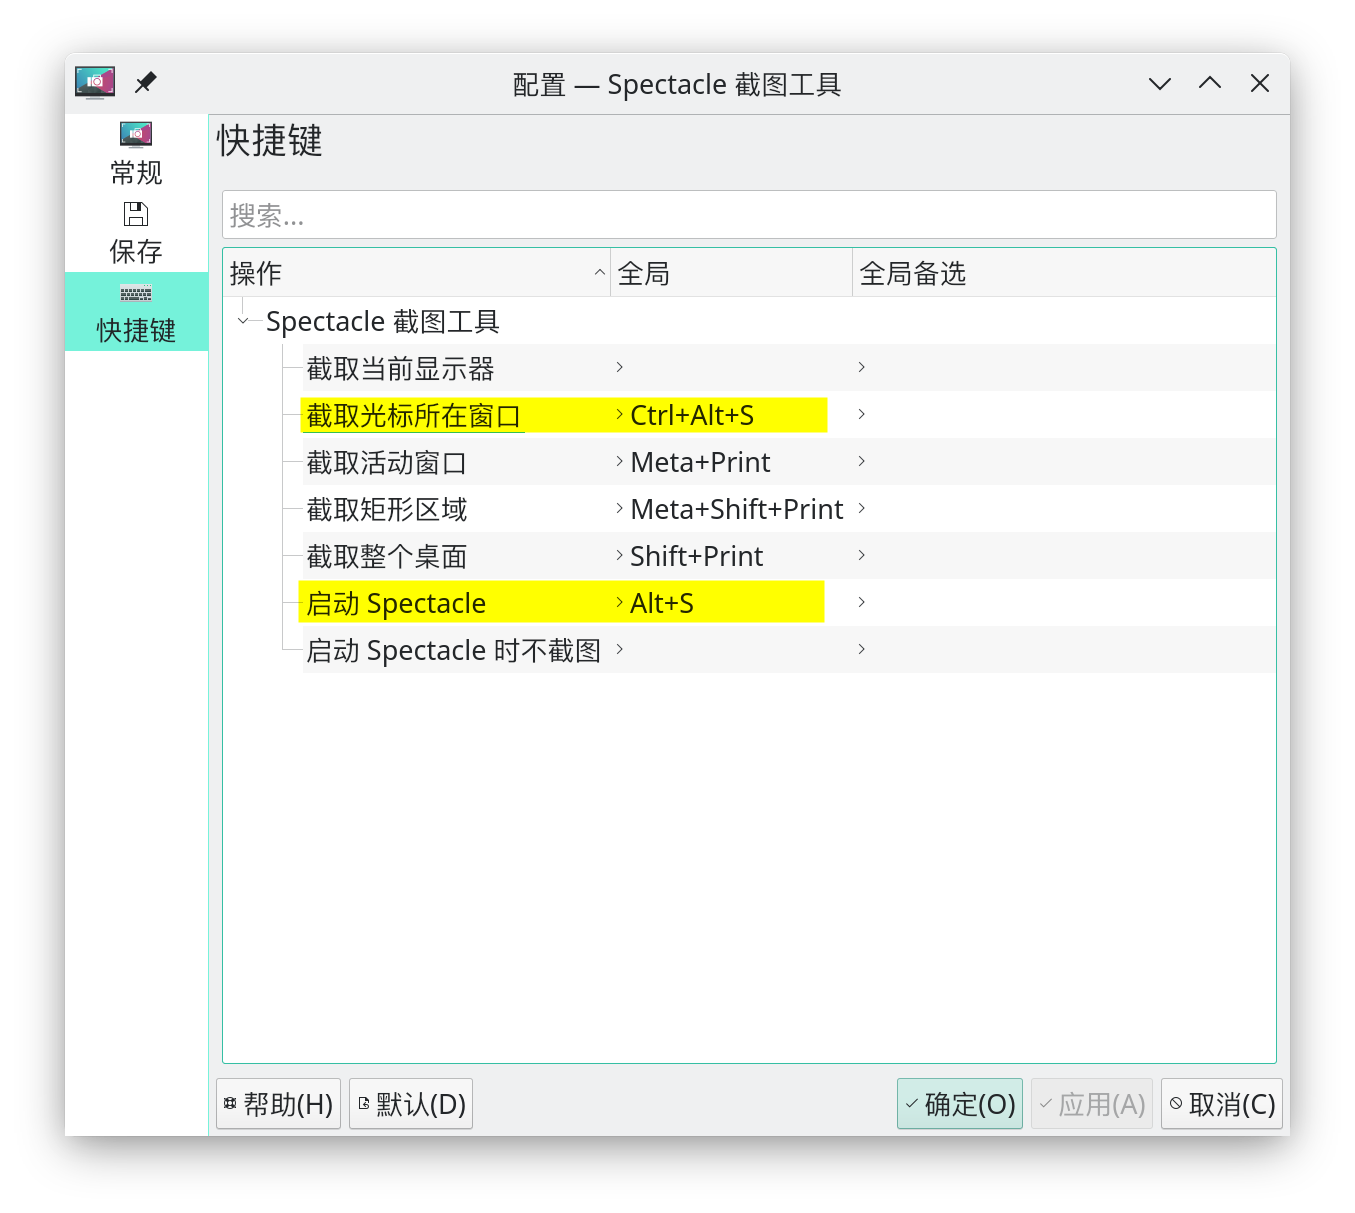 配置 — Spectacle 截图工具
常规
保存
快捷键
快捷键
搜索...
操作 全局 全局备选
Spectacle 截图工具
截取当前显示器
截取光标所在窗口 Ctrl+Alt+S
截取活动窗口 Meta+Print
截取矩形区域 Meta+Shift+Print
截取整个桌面 Shift+Print
启动 Spectacle Alt+S
启动 Spectacle 时不截图
帮助(H) 默认(D) 确定(O) 应用(A) 取消(C)